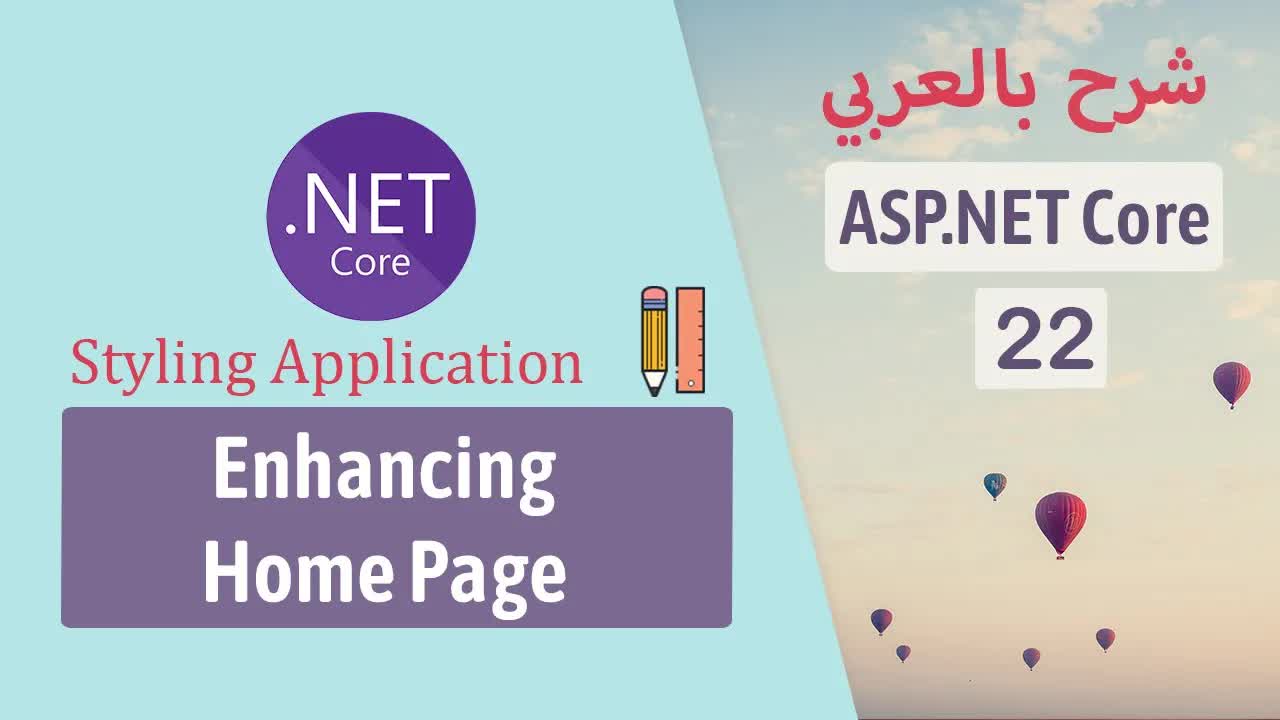 .NET
Core
Styling Application
Enhancing
Home Page
شرح بالعربي
ASP.NET Core
22